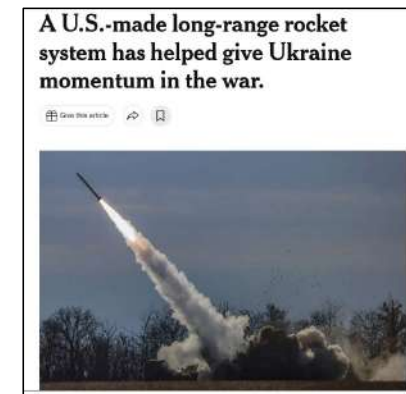 A U.S.-made long-range rocket
system has helped give Ukraine
momentum in the war.
Give this article